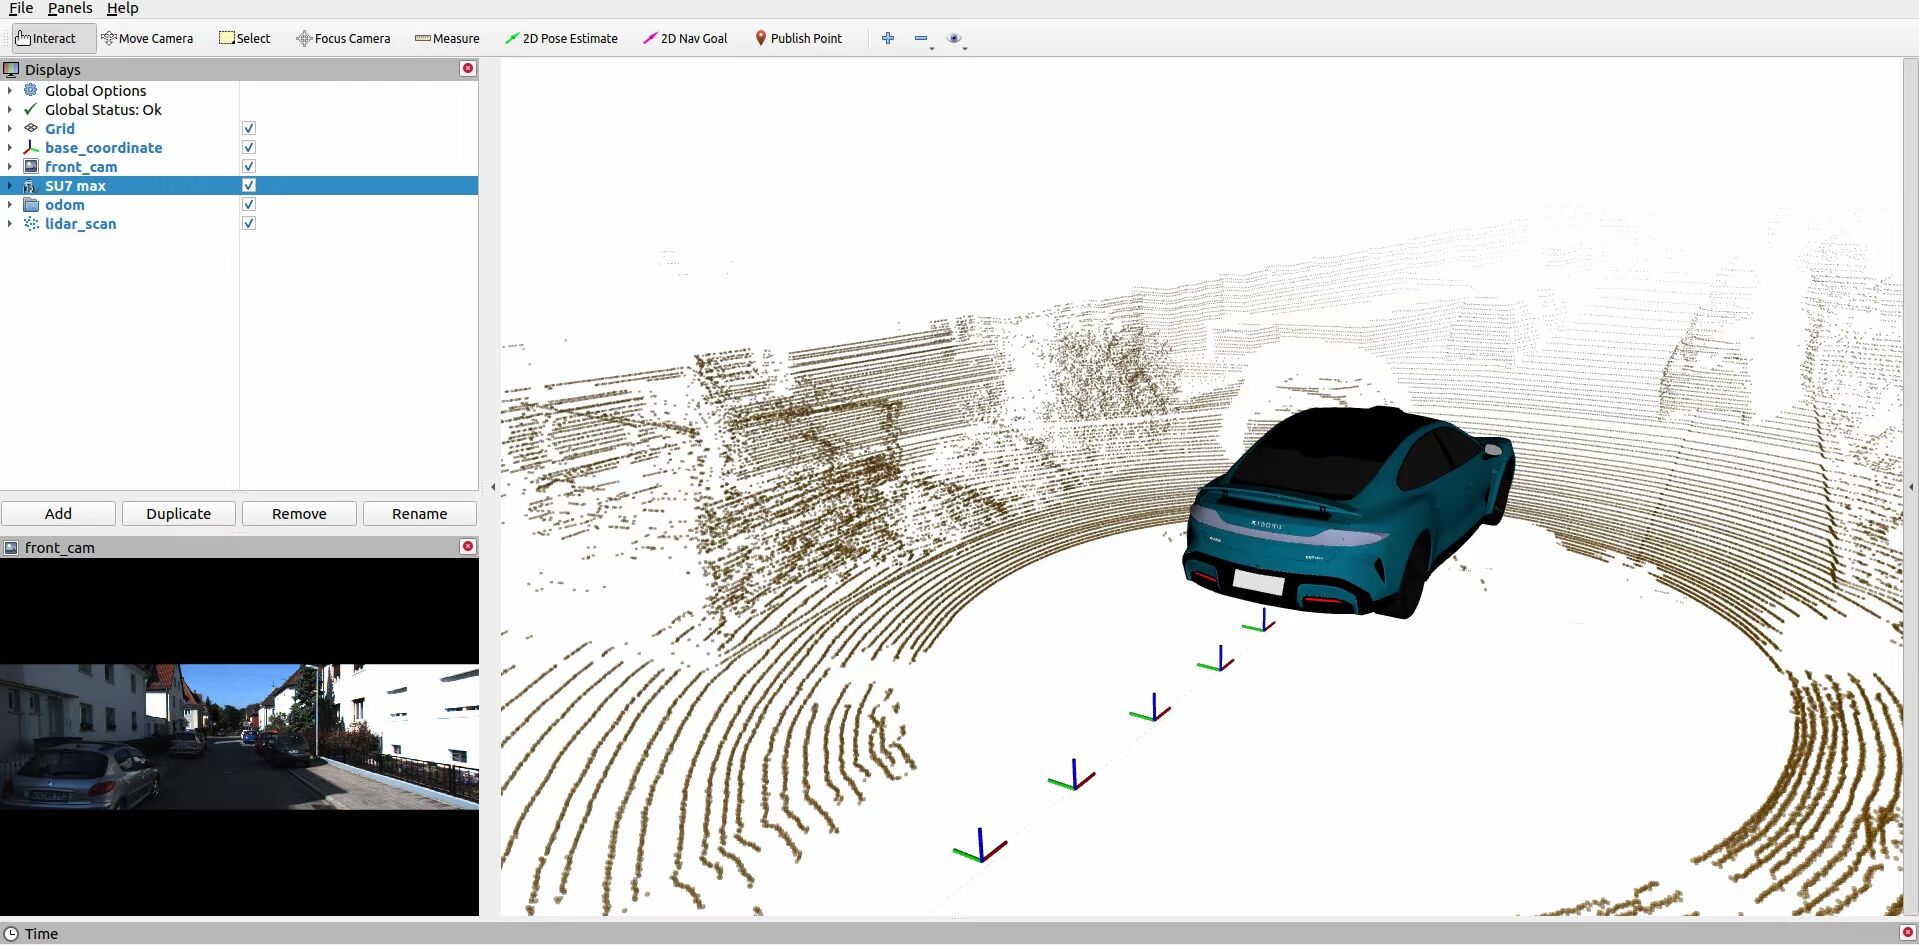 File Panels Help
Interact Move Camera Select Focus Camera Measure 2D Pose Estimate 2D Nav Goal Publish Point
Displays
Global Options
Global Status: Ok
Grid
base_coordinate
front_cam
SU7 max
odom
lidar_scan
Add Duplicate Remove Rename
front_cam
xiaomi
Time